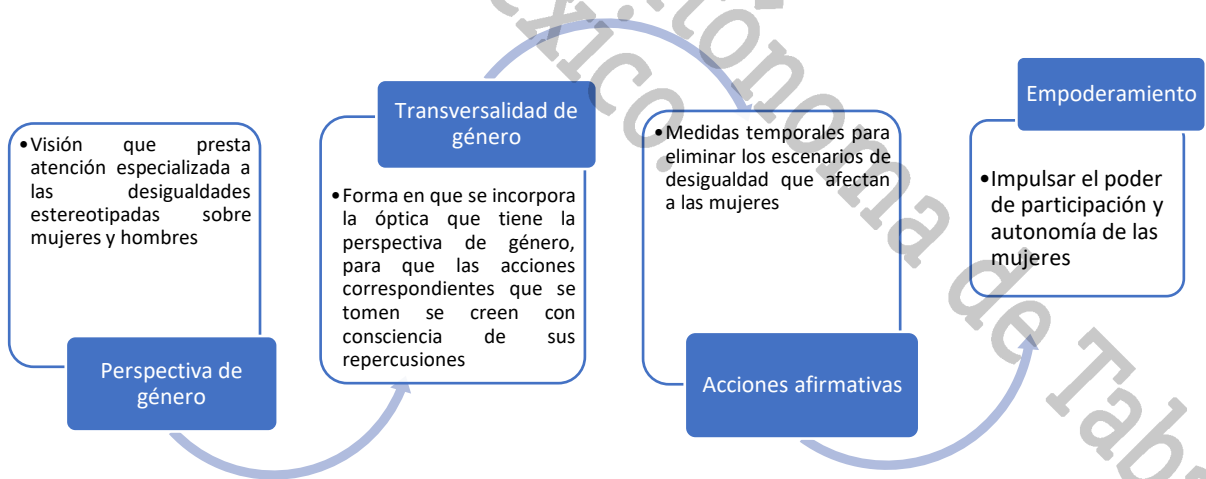 •Visión que presta
atención especializada a
las desigualdades
estereotipadas sobre
mujeres y hombres
Perspectiva de
género
Transversalidad de
género
•Forma en que se incorpora
la óptica que tiene la
perspectiva de género,
para que las acciones
correspondientes que se
tomen se creen con
consciencia de sus
repercusiones
•Medidas temporales para
eliminar los escenarios de
desigualdad que afectan
a las mujeres
Acciones afirmativas
Empoderamiento
•Impulsar el poder
de participación y
autonomía de las
mujeres